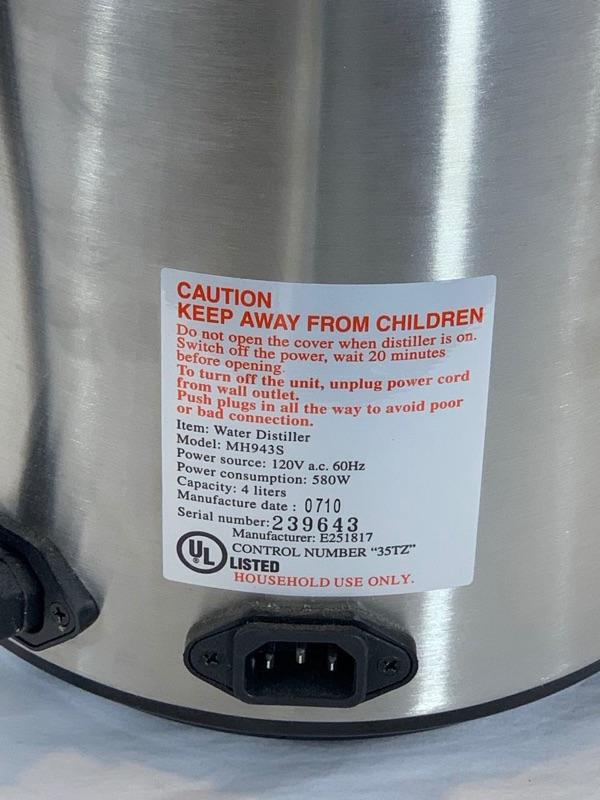 CAUTION
KEEP AWAY FROM CHILDREN
Do not open the cover when distiller is on.
Switch off the power, wait 20 minutes
before opening.
To turn off the unit, unplug power cord
from wall outlet.
Push plugs in all the way to avoid poor
or bad connection.
Item: Water Distiller
Model: MH943S
Power source: 120V a.c. 60Hz
Power consumption: 580W
Capacity: 4 liters
Manufacture date : 0710
Serial number: 239643
Manufacturer: E251817
UL CONTROL NUMBER “35TZ”
LISTED
HOUSEHOLD USE ONLY.